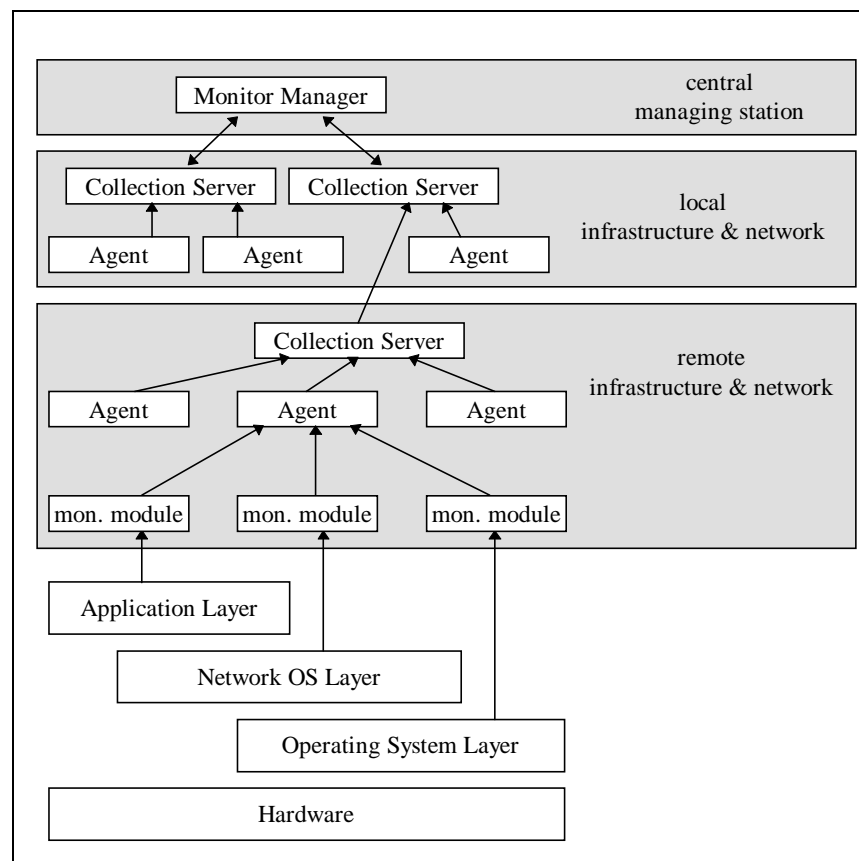 Monitor Manager
central
managing station
Collection Server
Collection Server
local
infrastructure & network
Agent
Agent
Agent
Collection Server
remote
infrastructure & network
Agent
Agent
Agent
mon. module
mon. module
mon. module
Application Layer
Network OS Layer
Operating System Layer
Hardware